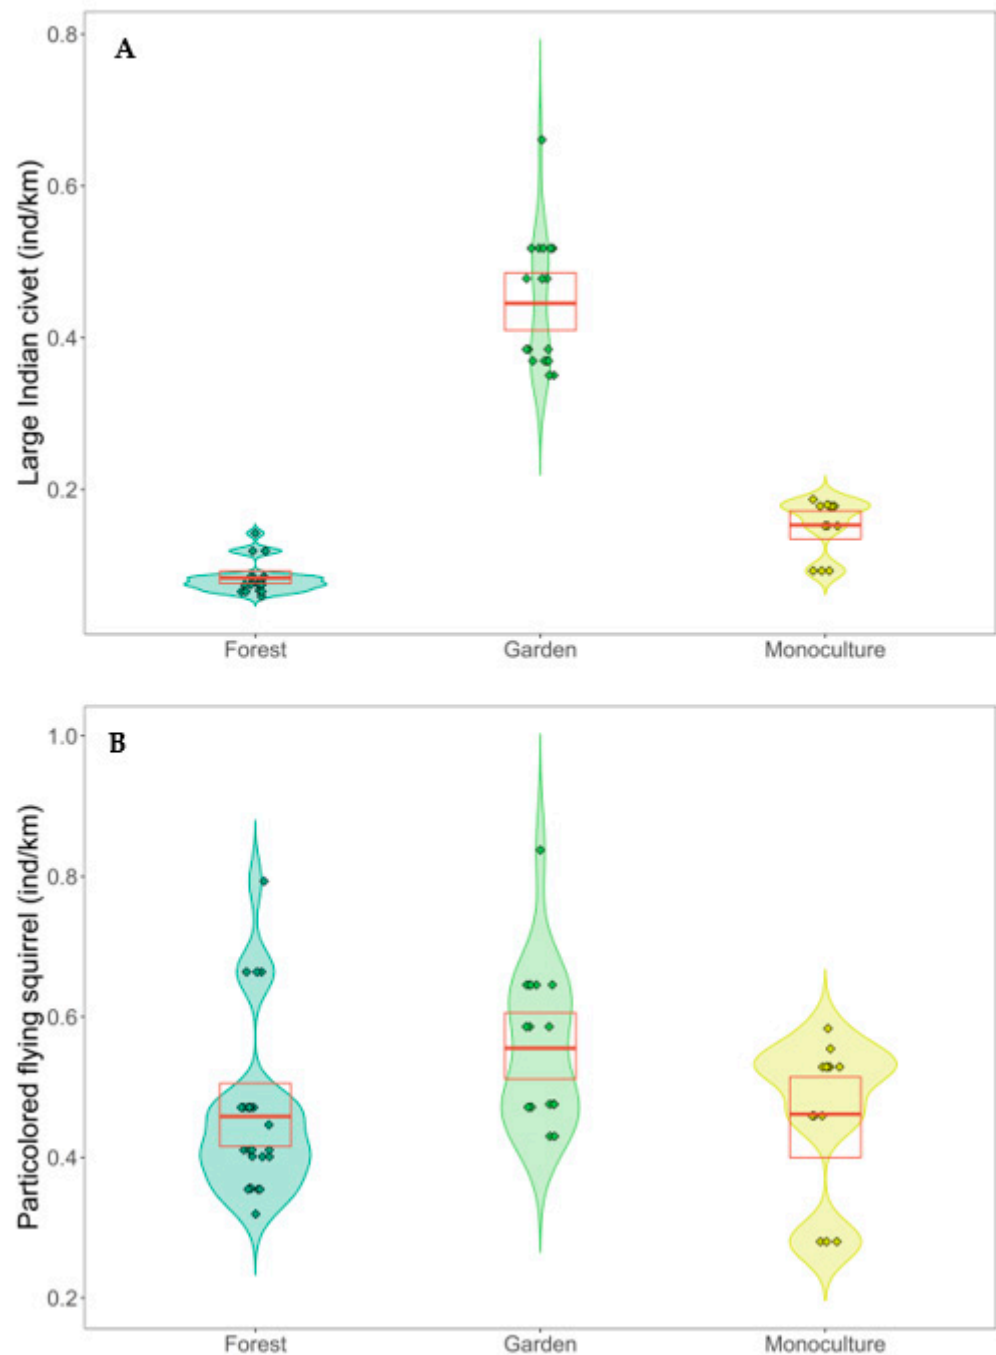 A
Large Indian civet (ind/km)
0.8
0.6
0.4
0.2
Forest Garden Monoculture
B
Particolored flying squirrel (ind/km)
1.0
0.8
0.6
0.4
0.2
Forest Garden Monoculture